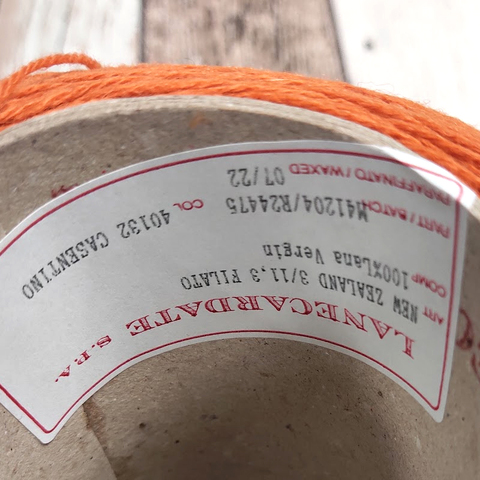 LANECARDATE S.P.A.
ART NEW ZEALAND 3/11,3 FILATO
COMP 100%Lana Vergin
PART/BATCH M41204/R24475 COL 40132 CASENTINO
PARAFFINATO/WAXED 07/22